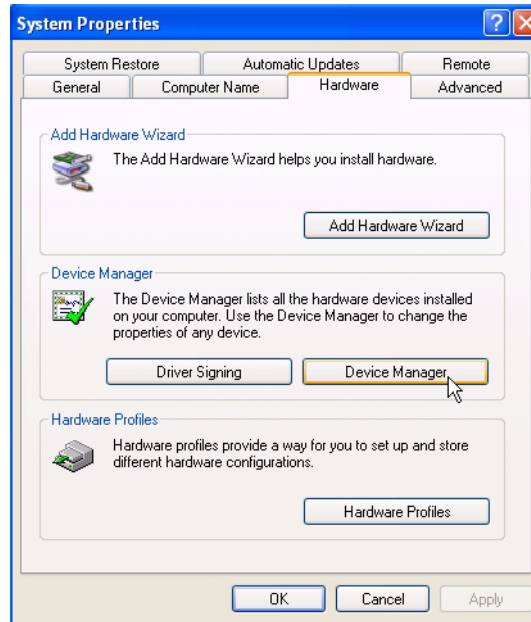 System Properties
System Restore Automatic Updates Remote
General Computer Name Hardware Advanced
Add Hardware Wizard
The Add Hardware Wizard helps you install hardware.
Add Hardware Wizard
Device Manager
The Device Manager lists all the hardware devices installed
on your computer. Use the Device Manager to change the
properties of any device.
Driver Signing Device Manager
Hardware Profiles
Hardware profiles provide a way for you to set up and store
different hardware configurations.
Hardware Profiles
OK Cancel Apply